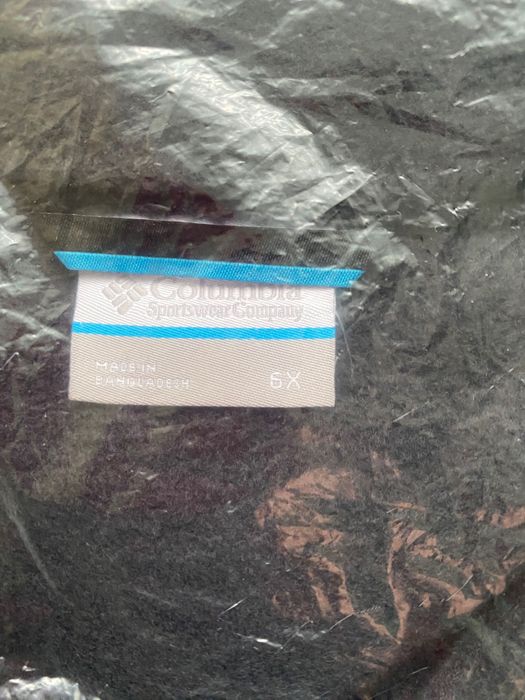 Columbia
Sportswear Company
MADE IN
BANGLADESH
6X